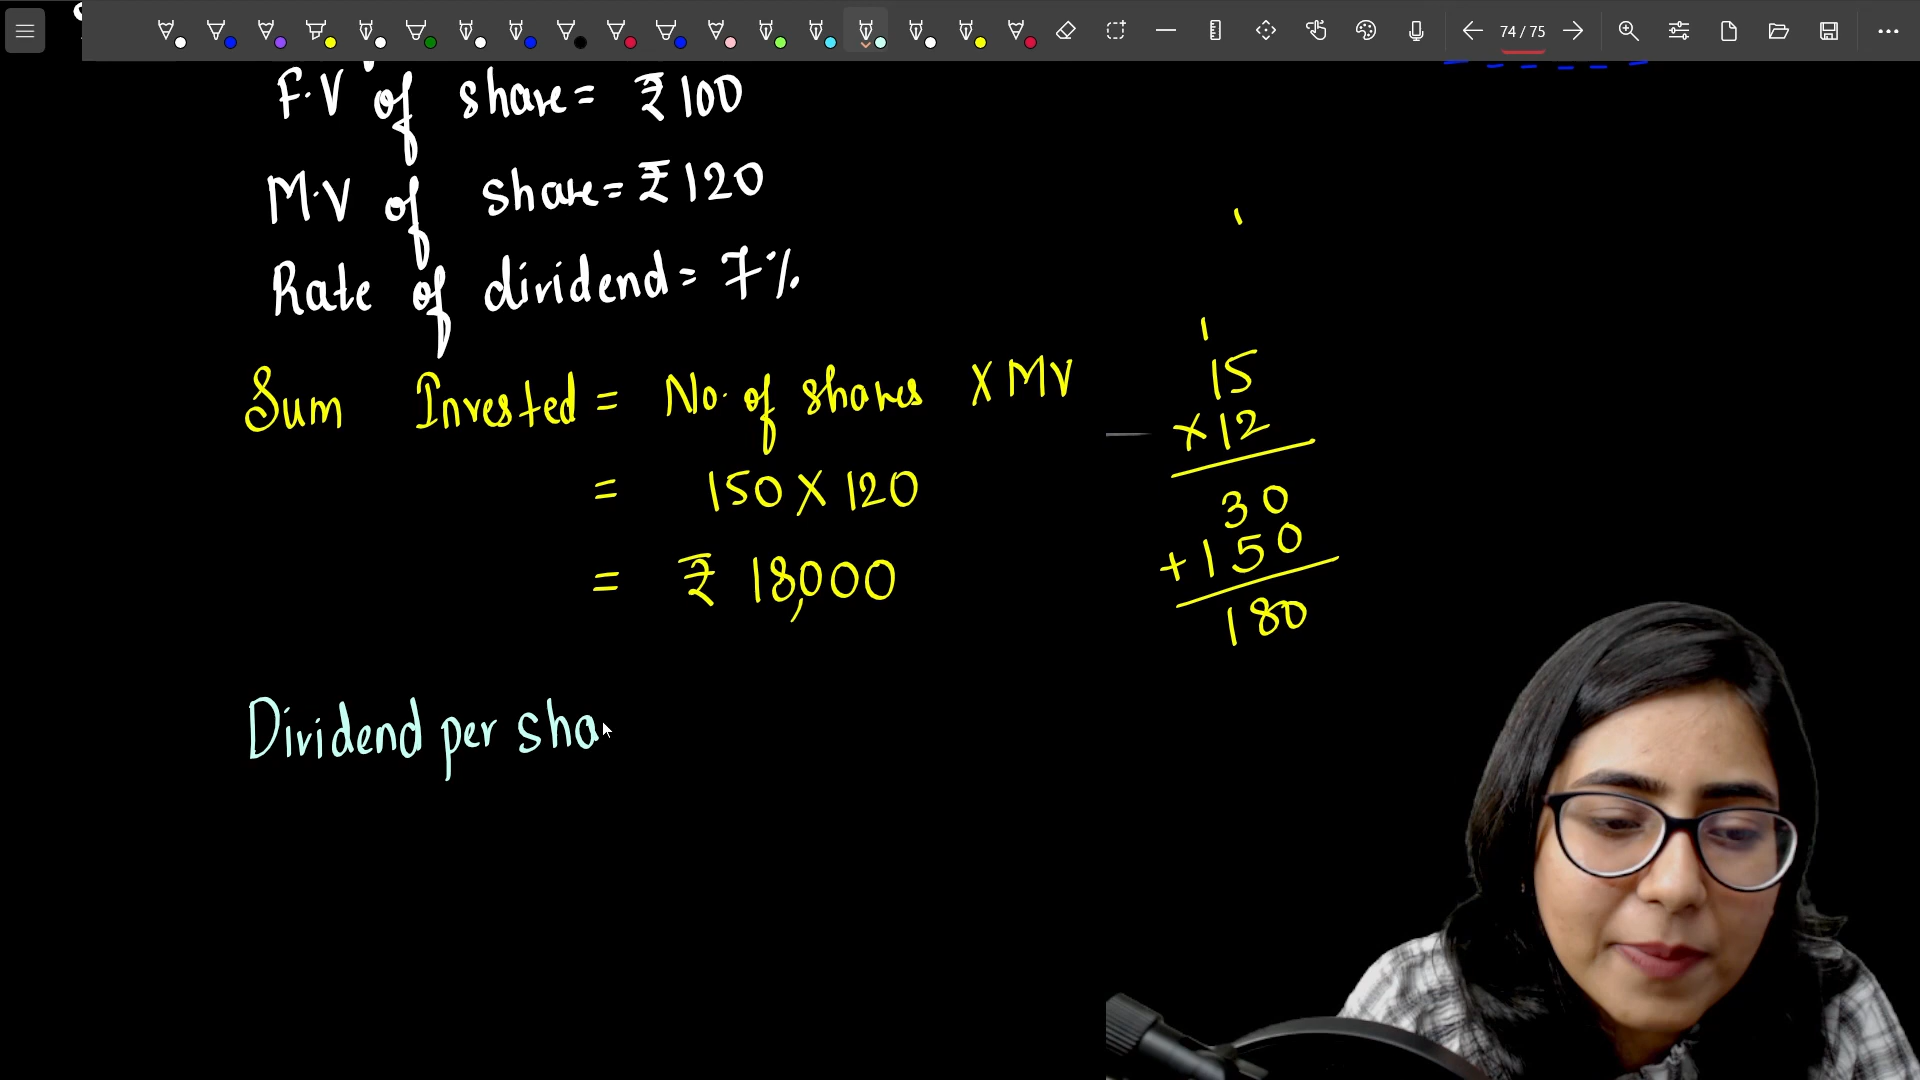 74 / 75
F.V of share = ₹100
M.V of share = ₹120
Rate of dividend = 7%
Sum Invested = No. of shares X MV
= 150 X 120
= ₹ 18,000
1
15
X12
30
+150
180
Dividend per sha